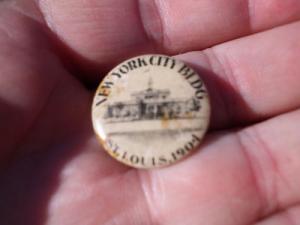 NEW YORK CITY BLDG.
ST. LOUIS, 1904